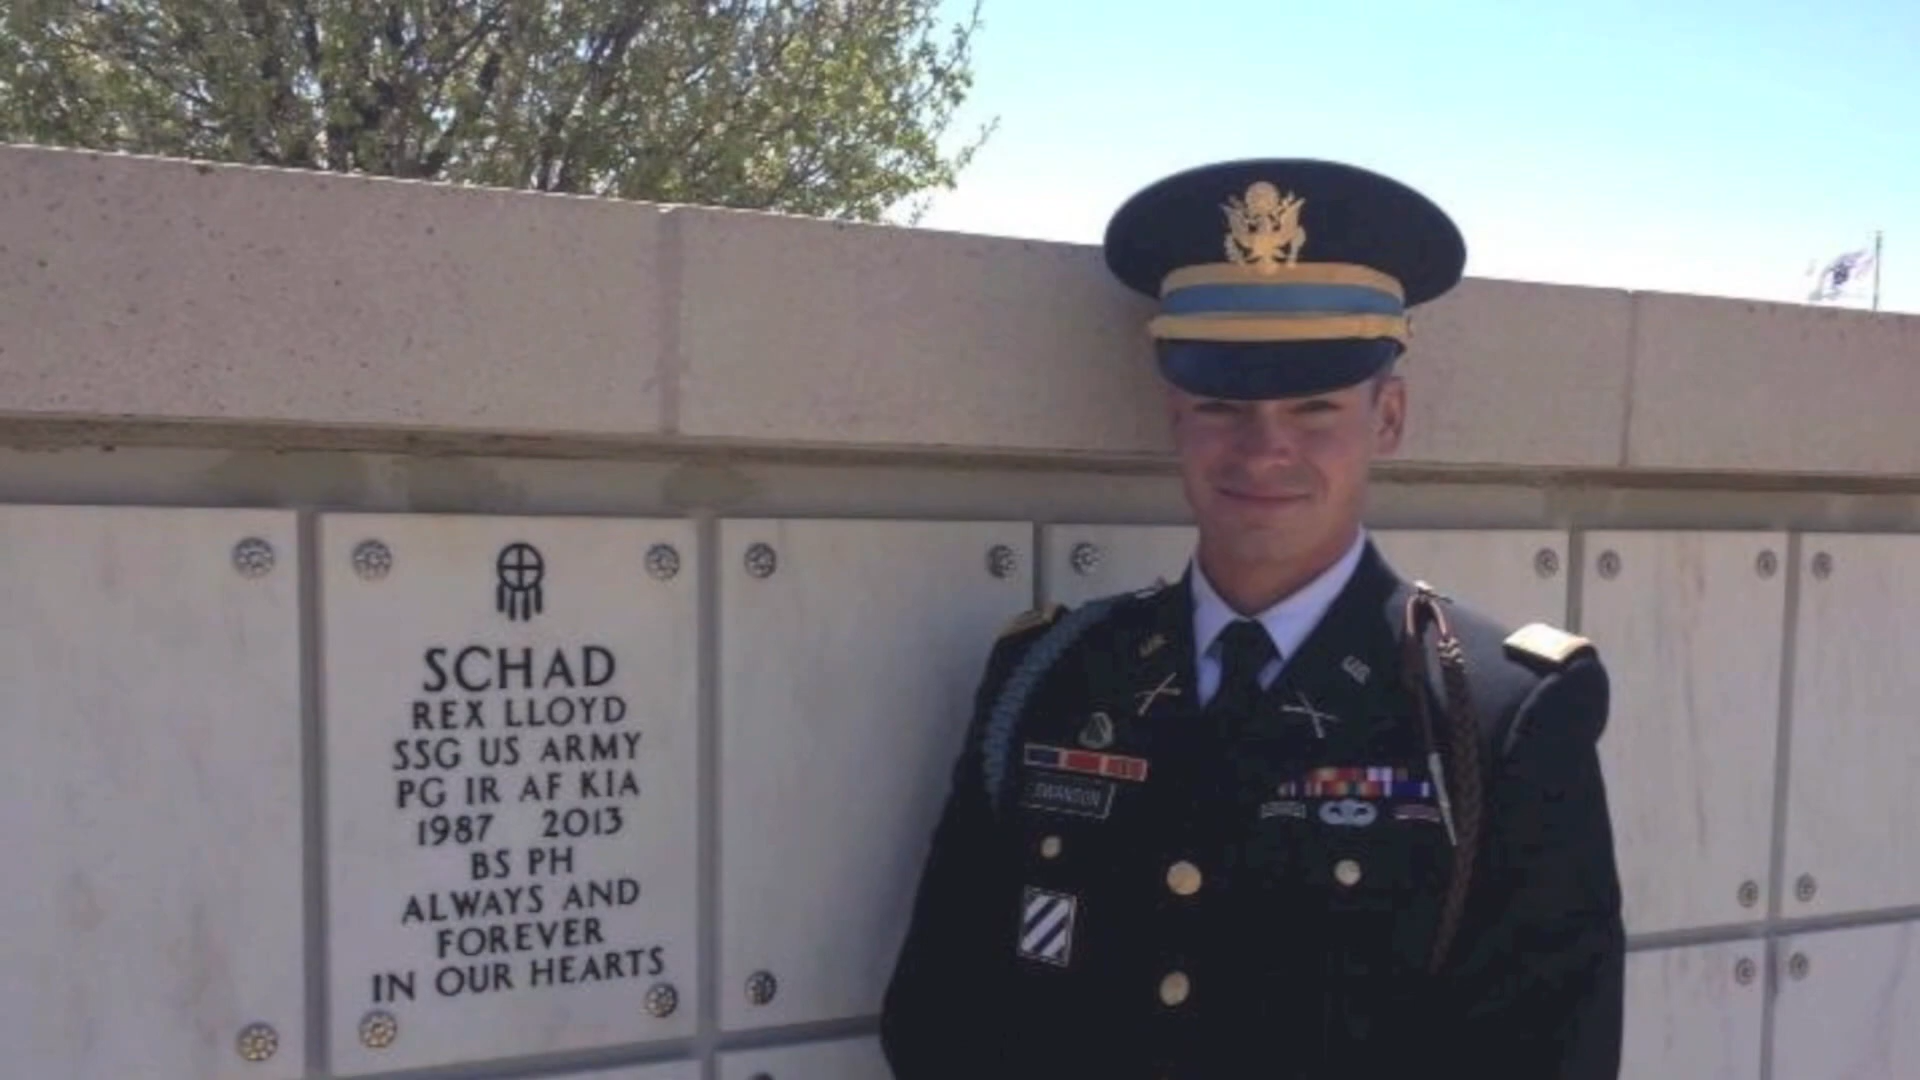 SCHAD
REX LLOYD
SSG US ARMY
PG IR AF KIA
1987 2013
BS PH
ALWAYS AND
FOREVER
IN OUR HEARTS
U.S.
U.S.
SWANSON